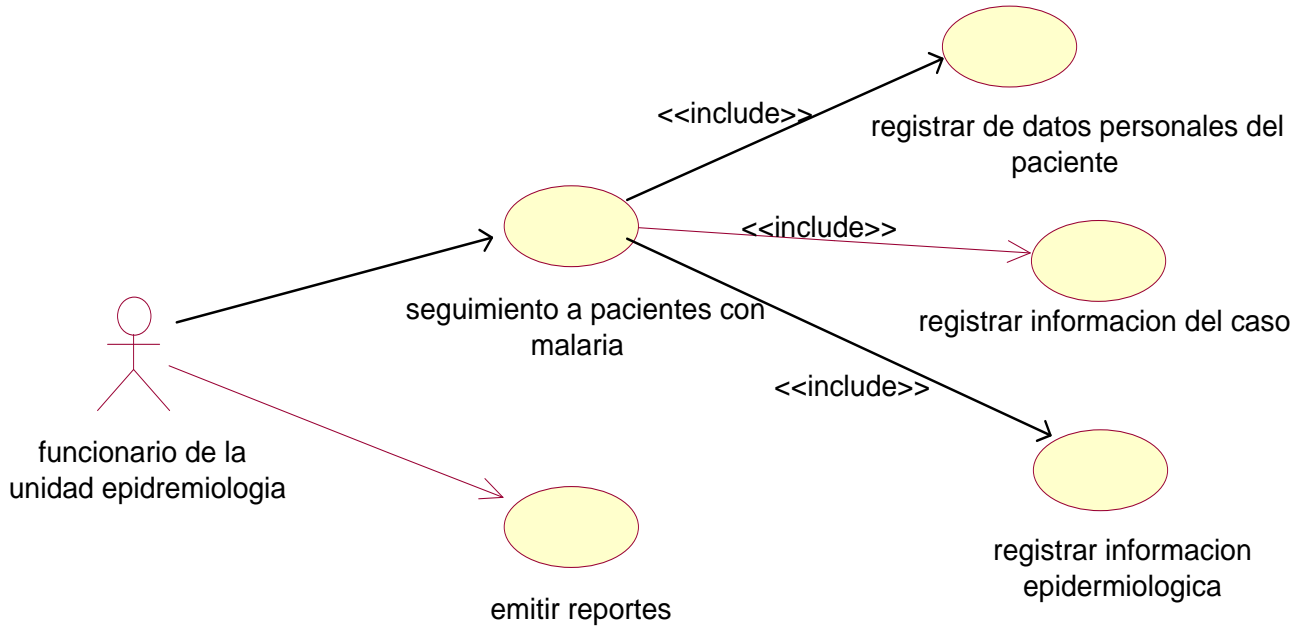 <<include>>
registrar de datos personales del
paciente
<<include>>
registrar informacion del caso
seguimiento a pacientes con
malaria
<<include>>
funcionario de la
unidad epidremiologia
registrar informacion
epidermiologica
emitir reportes